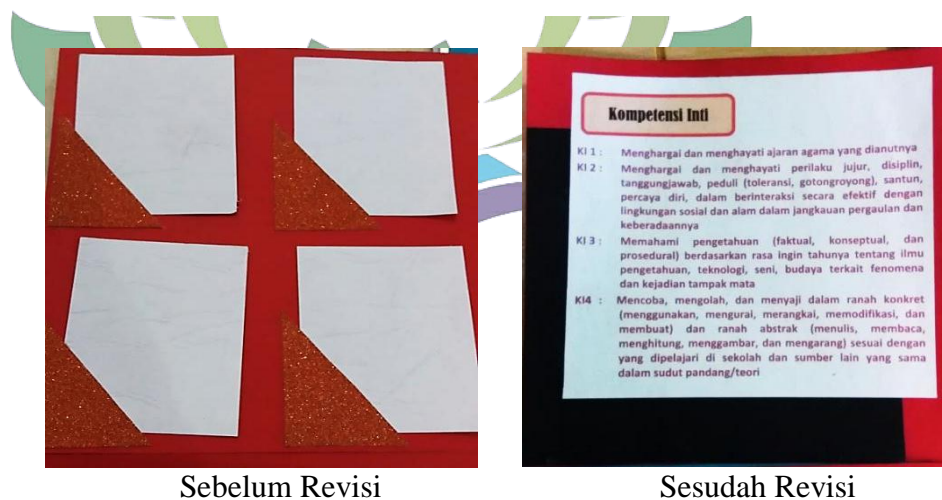 Kompetensi Inti
KI 1 : Menghargai dan menghayati ajaran agama yang dianutnya
KI 2 : Menghargai dan menghayati perilaku jujur, disiplin,
tanggungjawab, peduli (toleransi, gotongroyong), santun,
percaya diri, dalam berinteraksi secara efektif dengan
lingkungan sosial dan alam dalam jangkauan pergaulan dan
keberadaannya
KI 3 : Memahami pengetahuan (faktual, konseptual, dan
prosedural) berdasarkan rasa ingin tahunya tentang ilmu
pengetahuan, teknologi, seni, budaya terkait fenomena
dan kejadian tampak mata
KI4 : Mencoba, mengolah, dan menyaji dalam ranah konkret
(menggunakan, mengurai, merangkai, memodifikasi, dan
membuat) dan ranah abstrak (menulis, membaca,
menghitung, menggambar, dan mengarang) sesuai dengan
yang dipelajari di sekolah dan sumber lain yang sama
dalam sudut pandang/teori
Sebelum Revisi
Sesudah Revisi